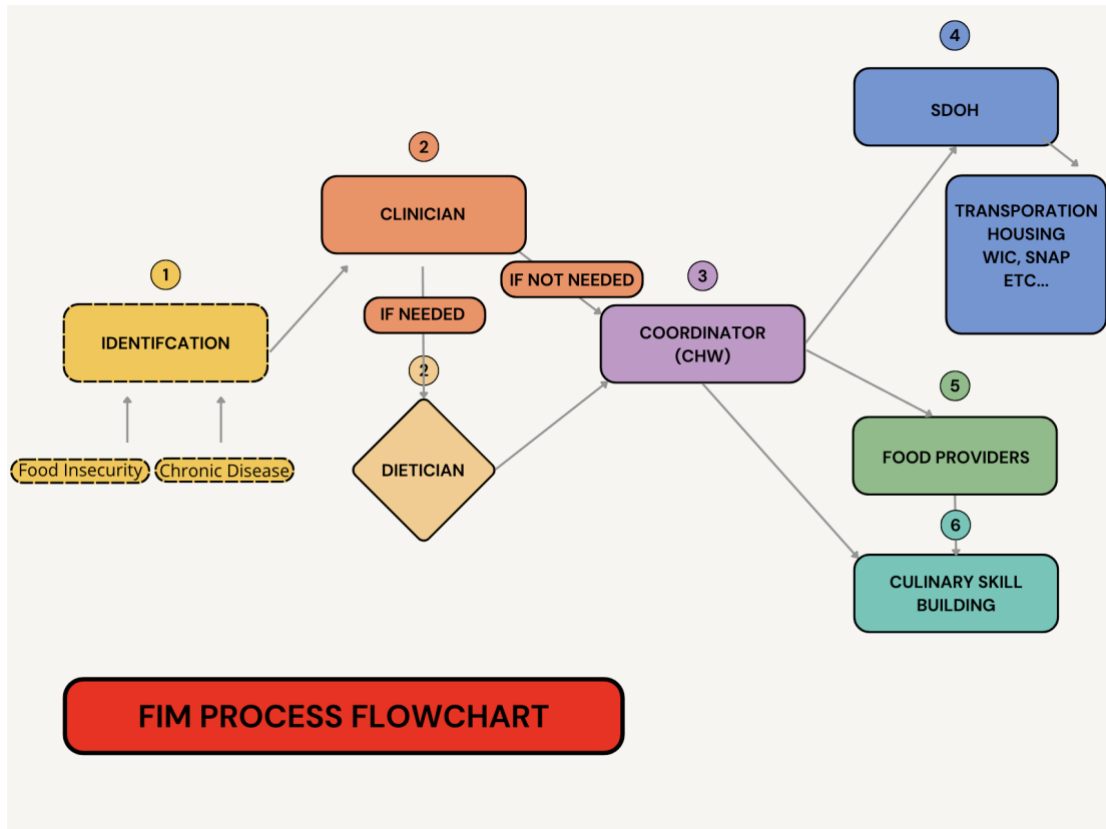 4
SDOH
TRANSPORATION
HOUSING
WIC, SNAP
ETC...
2
CLINICIAN
IF NOT NEEDED
IF NEEDED
1
IDENTIFCATION
Food Insecurity
Chronic Disease
2
DIETICIAN
3
COORDINATOR
(CHW)
5
FOOD PROVIDERS
6
CULINARY SKILL
BUILDING
FIM PROCESS FLOWCHART